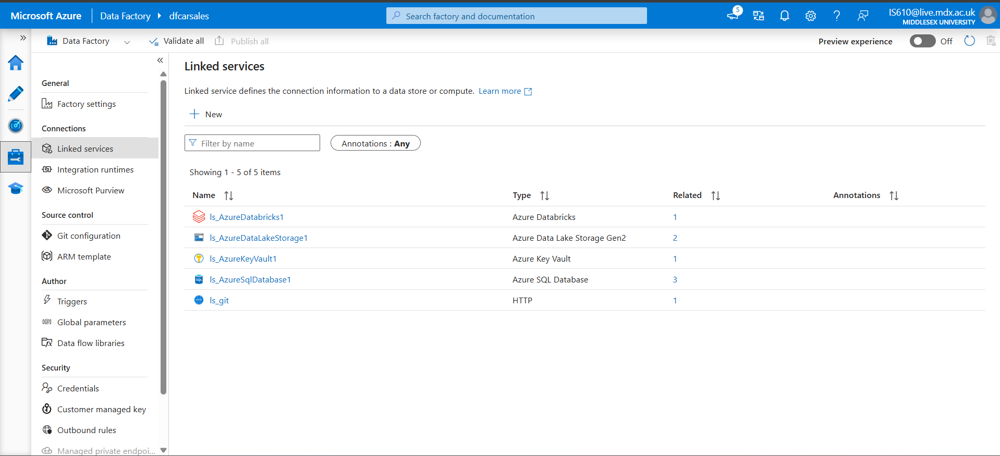 Microsoft Azure
Data Factory
dfcarsales
Search factory and documentation
5
IS610@live.mdx.ac.uk
MIDDLESEX UNIVERSITY
Data Factory
Validate all
Publish all
Preview experience
Off
General
Factory settings
Connections
Linked services
Integration runtimes
Microsoft Purview
Source control
Git configuration
ARM template
Author
Triggers
Global parameters
Data flow libraries
Security
Credentials
Customer managed key
Outbound rules
Managed private endpoi...
Linked services
Linked service defines the connection information to a data store or compute. Learn more
New
Filter by name
Annotations : Any
Showing 1 - 5 of 5 items
Name Type Related Annotations
ls_AzureDatabricks1 Azure Databricks 1
ls_AzureDataLakeStorage1 Azure Data Lake Storage Gen2 2
ls_AzureKeyVault1 Azure Key Vault 1
SQL ls_AzureSqlDatabase1 Azure SQL Database 3
HTTP ls_git HTTP 1